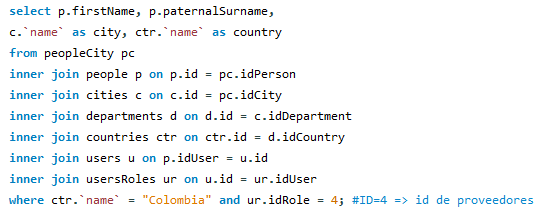 select p.firstName, p.paternalSurname,
c.`name` as city, ctr.`name` as country
from peopleCity pc
inner join people p on p.id = pc.idPerson
inner join cities c on c.id = pc.idCity
inner join departments d on d.id = c.idDepartment
inner join countries ctr on ctr.id = d.idCountry
inner join users u on p.idUser = u.id
inner join usersRoles ur on u.id = ur.idUser
where ctr.`name` = "Colombia" and ur.idRole = 4; #ID=4 => id de proveedores